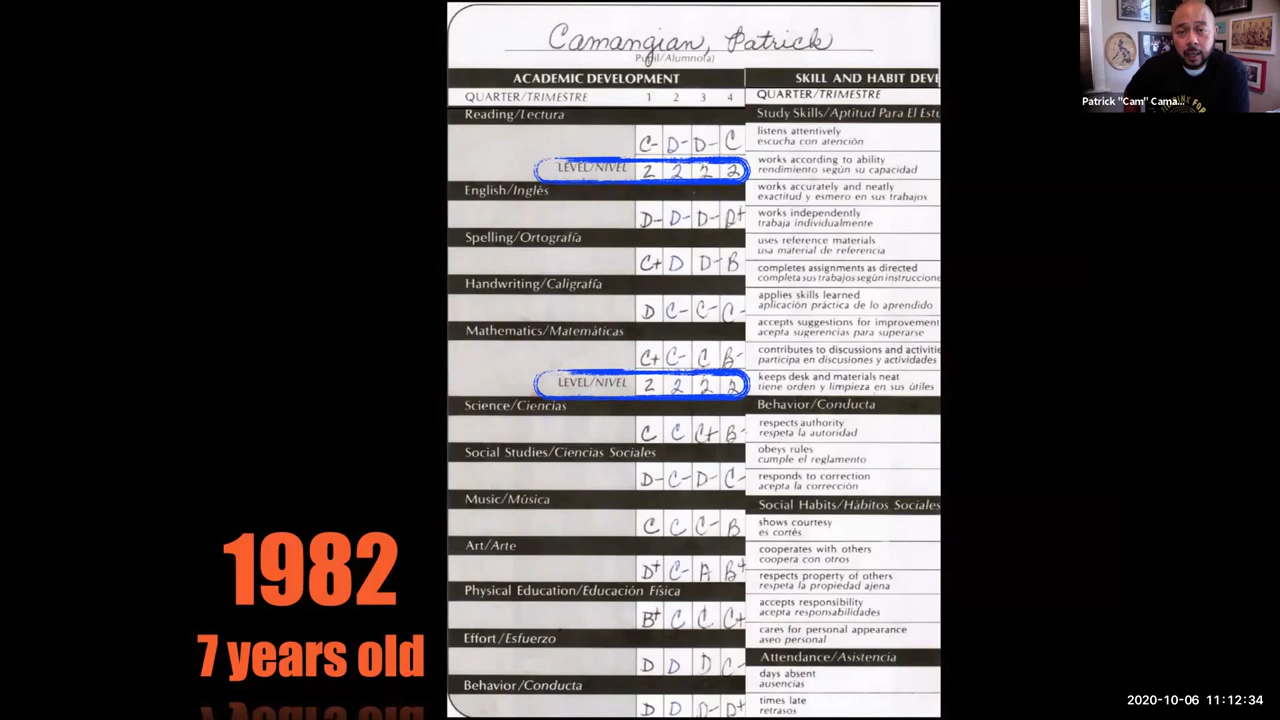 Camangian, Patrick
Pupil/Alumno(a)
ACADEMIC DEVELOPMENT
QUARTER/TRIMESTRE 1 2 3 4
Reading/Lectura
C- D- D- C
LEVEL/NIVEL 2 2 2 2
English/Inglés
D- D- D- D+
Spelling/Ortografía
C+ D D- B
Handwriting/Caligrafía
D C- C- C-
Mathematics/Matemáticas
C+ C- C B-
LEVEL/NIVEL 2 2 2 2
Science/Ciencias
C C C+ B-
Social Studies/Ciencias Sociales
D- C- D- C-
Music/Música
C C C- B
Art/Arte
D+ C- A B+
Physical Education/Educación Física
B+ C C C+
Effort/Esfuerzo
D D D C-
Behavior/Conducta
D D D- D+
SKILL AND HABIT DEVE
QUARTER/TRIMESTRE
Study Skills/Aptitud Para El Estu
listens attentively
escucha con atención
works according to ability
rendimiento según su capacidad
works accurately and neatly
exactitud y esmero en sus trabajos
works independently
trabaja individualmente
uses reference materials
usa material de referencia
completes assignments as directed
completa sus trabajos según instruccione
applies skills learned
aplicación práctica de lo aprendido
accepts suggestions for improvement
acepta sugerencias para superarse
contributes to discussions and activitie
participa en discusiones y actividades
keeps desk and materials neat
tiene orden y limpieza en sus útiles
Behavior/Conducta
respects authority
respeta la autoridad
obeys rules
cumple el reglamento
responds to correction
acepta la corrección
Social Habits/Hábitos Sociales
shows courtesy
es cortés
cooperates with others
coopera con otros
respects property of others
respeta la propiedad ajena
accepts responsibility
acepta responsabilidades
cares for personal appearance
aseo personal
Attendance/Asistencia
days absent
ausencias
times late
retrasos
1982
7 years old
Patrick "Cam" Cama...
2020-10-06 11:12:34